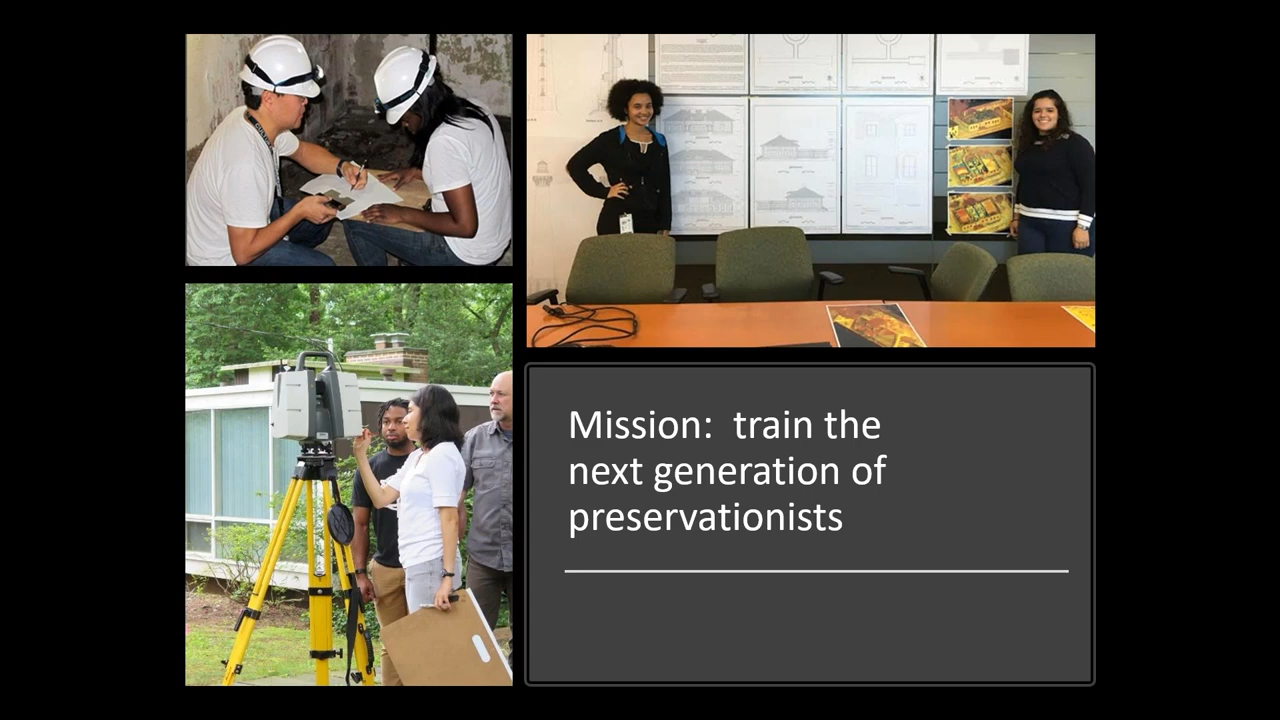 Mission:  train the
next generation of
preservationists